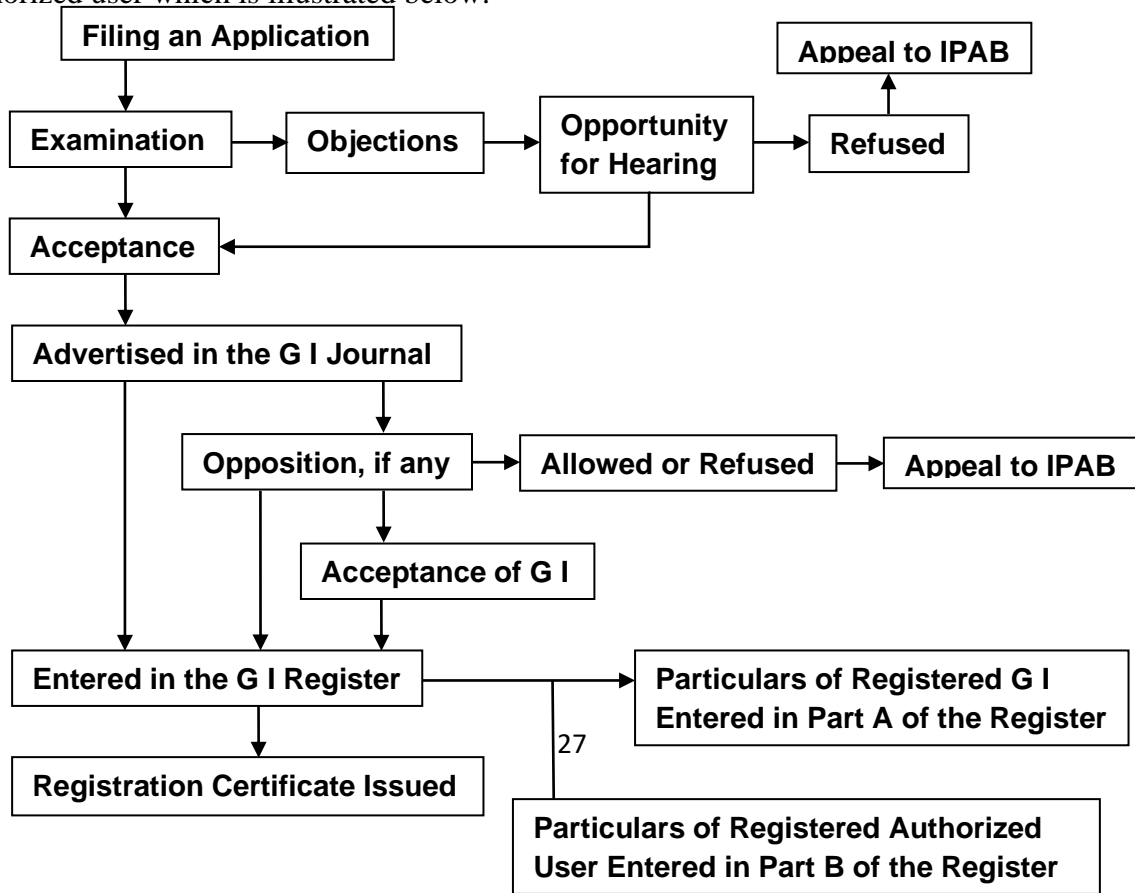 orized user which is illustrated below:
Filing an Application
Appeal to IPAB
Examination
Objections
Opportunity
for Hearing
Refused
Acceptance
Advertised in the G I Journal
Opposition, if any
Allowed or Refused
Appeal to IPAB
Acceptance of G I
Entered in the G I Register
Particulars of Registered G I
Entered in Part A of the Register
27
Registration Certificate Issued
Particulars of Registered Authorized
User Entered in Part B of the Register